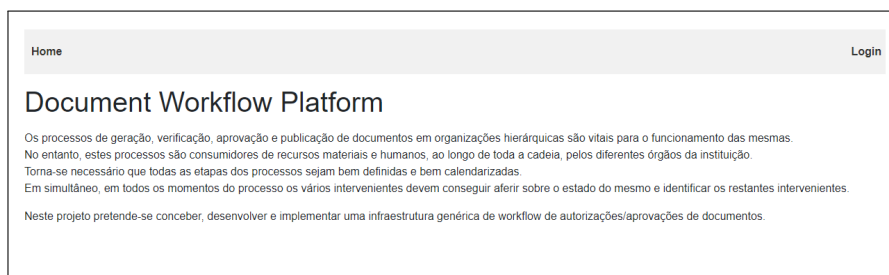 Home
Login
Document Workflow Platform
Os processos de geração, verificação, aprovação e publicação de documentos em organizações hierárquicas são vitais para o funcionamento das mesmas.
No entanto, estes processos são consumidores de recursos materiais e humanos, ao longo de toda a cadeia, pelos diferentes órgãos da instituição.
Torna-se necessário que todas as etapas dos processos sejam bem definidas e bem calendarizadas.
Em simultâneo, em todos os momentos do processo os vários intervenientes devem conseguir aferir sobre o estado do mesmo e identificar os restantes intervenientes.
Neste projeto pretende-se conceber, desenvolver e implementar uma infraestrutura genérica de workflow de autorizações/aprovações de documentos.